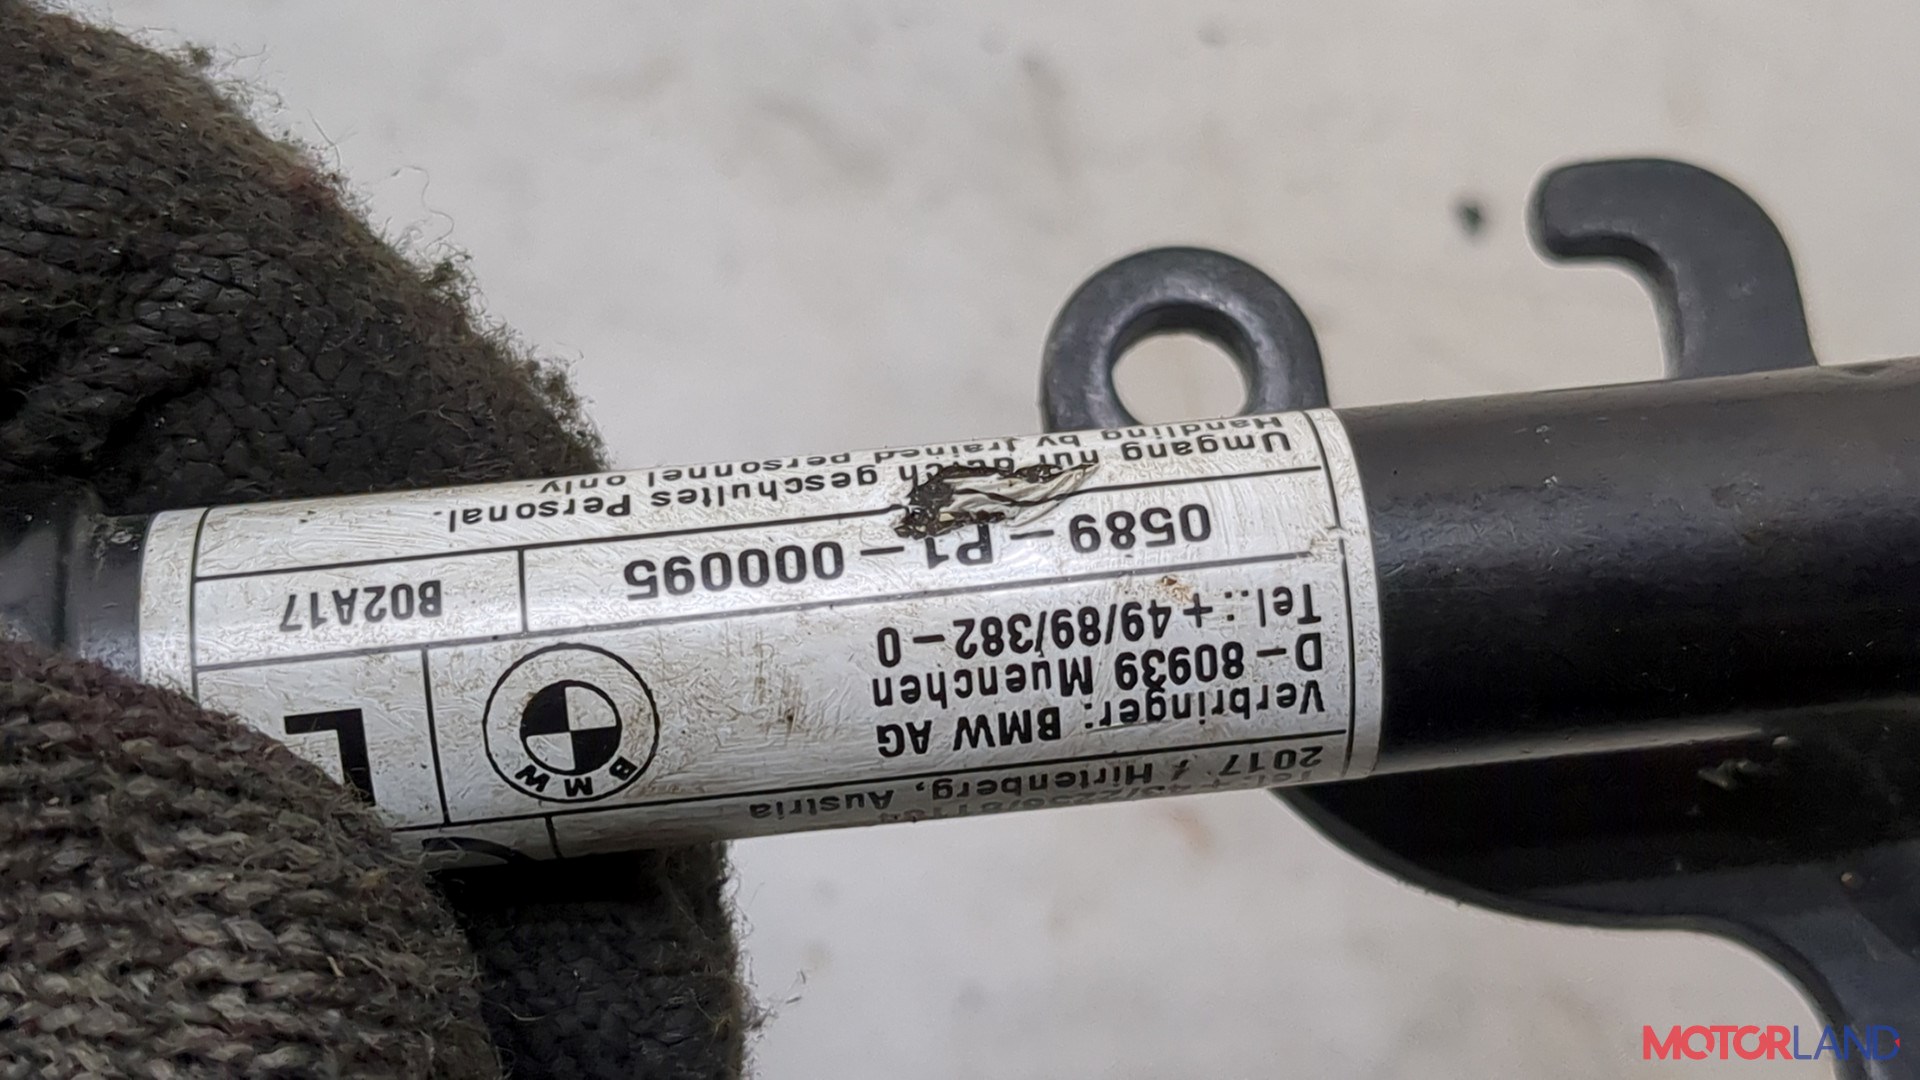 2017 / Hirtenberg, Austria
Verbringer: BMW AG
D-80939 Muenchen
Tel.: +49/89/382-0
BMW
L
0589-P1-000095
B02A17
Umgang nur durch geschultes Personal.
Handling by trained personnel only.
MOTORLAND